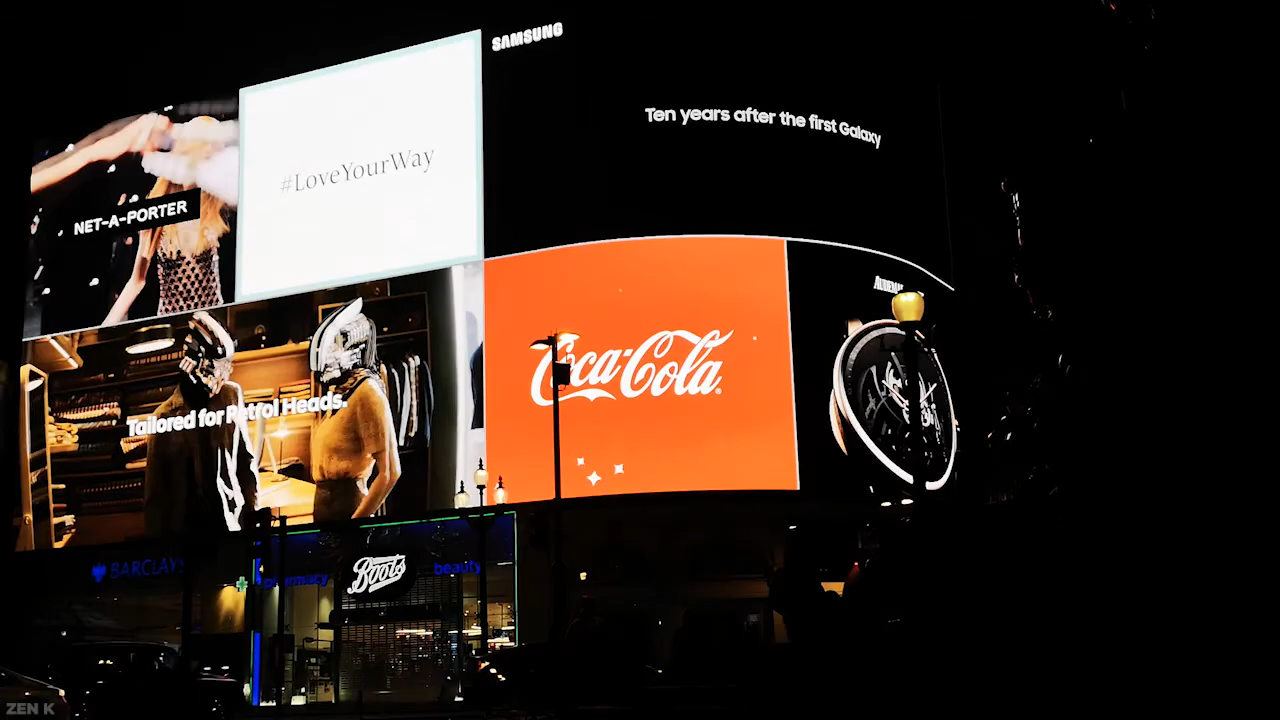 SAMSUNG
Ten years after the first Galaxy
#LoveYourWay
NET-A-PORTER
Coca-Cola
Tailored for Petrol Heads.
BARCLAYS
pharmacy
Boots
beauty
ZEN K